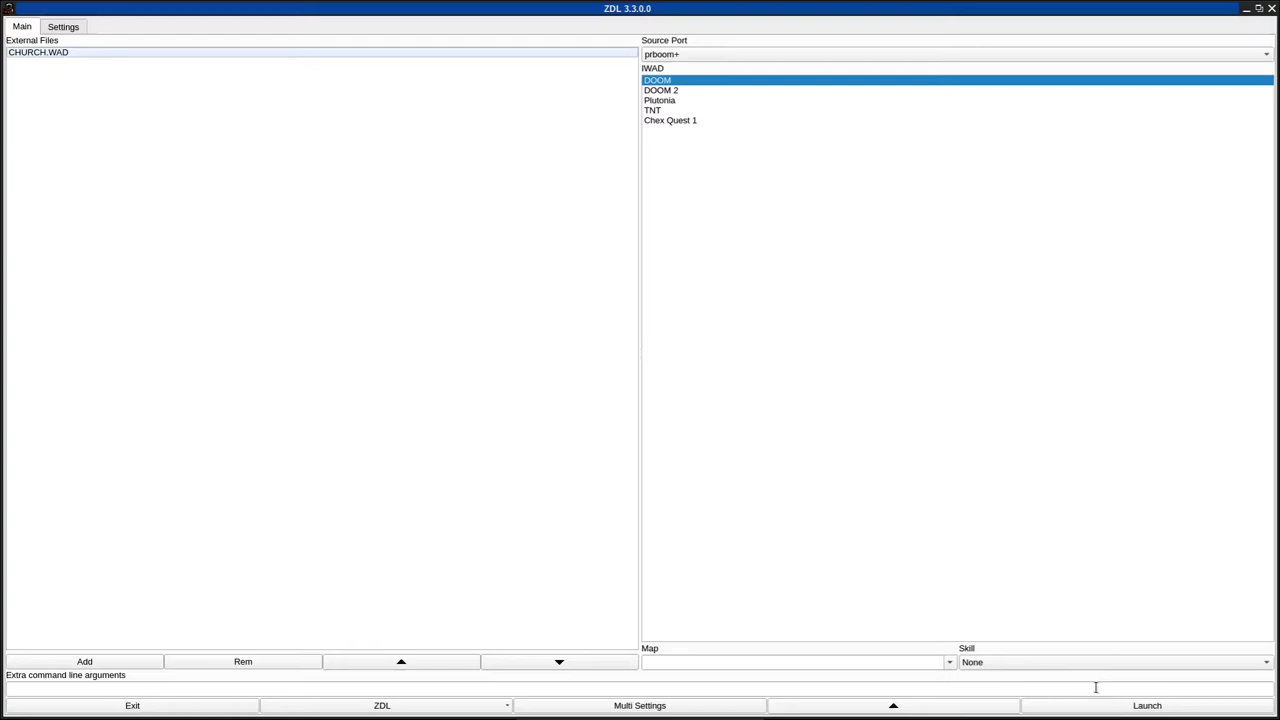 ZDL 3.3.0.0
Main
Settings
External Files
CHURCH.WAD
Source Port
prboom+
IWAD
DOOM
DOOM 2
Plutonia
TNT
Chex Quest 1
Add
Rem
Map
Skill
None
Extra command line arguments
Exit
ZDL
Multi Settings
Launch